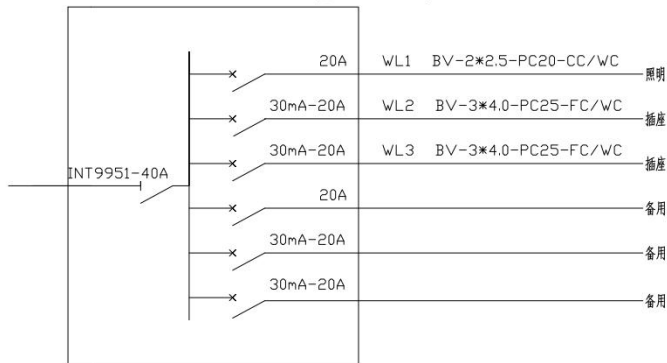 20A WL1 BV-2*2.5-PC20-CC/WC 照明
30mA-20A WL2 BV-3*4.0-PC25-FC/WC 插座
30mA-20A WL3 BV-3*4.0-PC25-FC/WC 插座
INT9951-40A
20A 备用
30mA-20A 备用
30mA-20A 备用